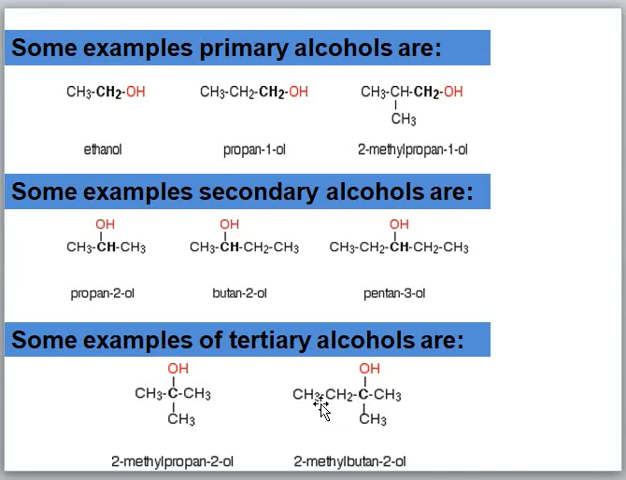 Some examples primary alcohols are:
CH3-CH2-OH CH3-CH2-CH2-OH CH3-CH-CH2-OH
CH3
ethanol propan-1-ol 2-methylpropan-1-ol
Some examples secondary alcohols are:
OH OH OH
CH3-CH-CH3 CH3-CH-CH2-CH3 CH3-CH2-CH-CH2-CH3
propan-2-ol butan-2-ol pentan-3-ol
Some examples of tertiary alcohols are:
OH OH
CH3-C-CH3 CH3-CH2-C-CH3
CH3 CH3
2-methylpropan-2-ol 2-methylbutan-2-ol